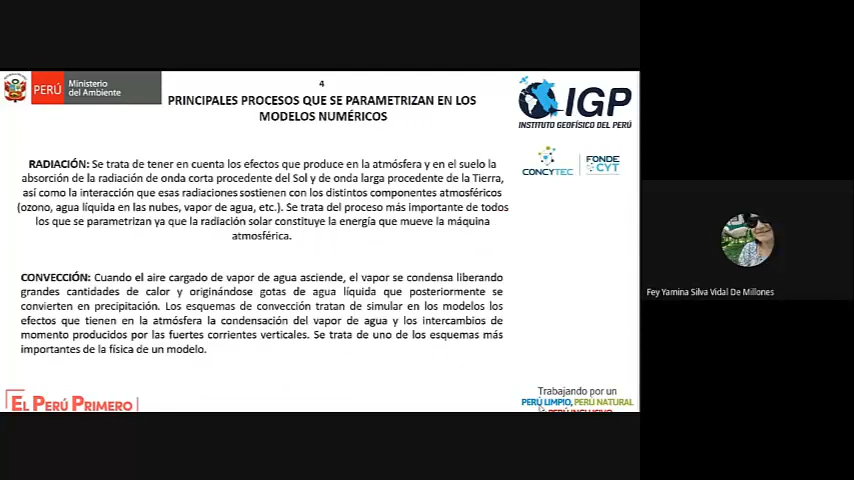 PERÚ
Ministerio
del Ambiente
4
PRINCIPALES PROCESOS QUE SE PARAMETRIZAN EN LOS
MODELOS NUMÉRICOS
IGP
INSTITUTO GEOFÍSICO DEL PERÚ
CONCYTEC
FONDE
CYT
RADIACIÓN: Se trata de tener en cuenta los efectos que produce en la atmósfera y en el suelo la
absorción de la radiación de onda corta procedente del Sol y de onda larga procedente de la Tierra,
así como la interacción que esas radiaciones sostienen con los distintos componentes atmosféricos
(ozono, agua líquida en las nubes, vapor de agua, etc.). Se trata del proceso más importante de todos
los que se parametrizan ya que la radiación solar constituye la energía que mueve la máquina
atmosférica.
CONVECCIÓN: Cuando el aire cargado de vapor de agua asciende, el vapor se condensa liberando
grandes cantidades de calor y originándose gotas de agua líquida que posteriormente se
convierten en precipitación. Los esquemas de convección tratan de simular en los modelos los
efectos que tienen en la atmósfera la condensación del vapor de agua y los intercambios de
momento producidos por las fuertes corrientes verticales. Se trata de uno de los esquemas más
importantes de la física de un modelo.
Fey Yamina Silva Vidal De Millones
EL PERÚ PRIMERO
Trabajando por un
PERÚ LIMPIO, PERÚ NATURAL
PERÚ INCLUSIVO